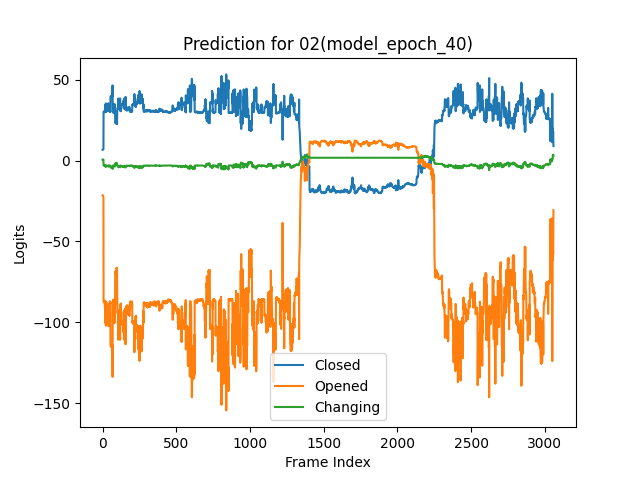 Prediction for 02(model_epoch_40)
Logits
50
0
−50
−100
−150
0
500
1000
1500
2000
2500
3000
Frame Index
Closed
Opened
Changing